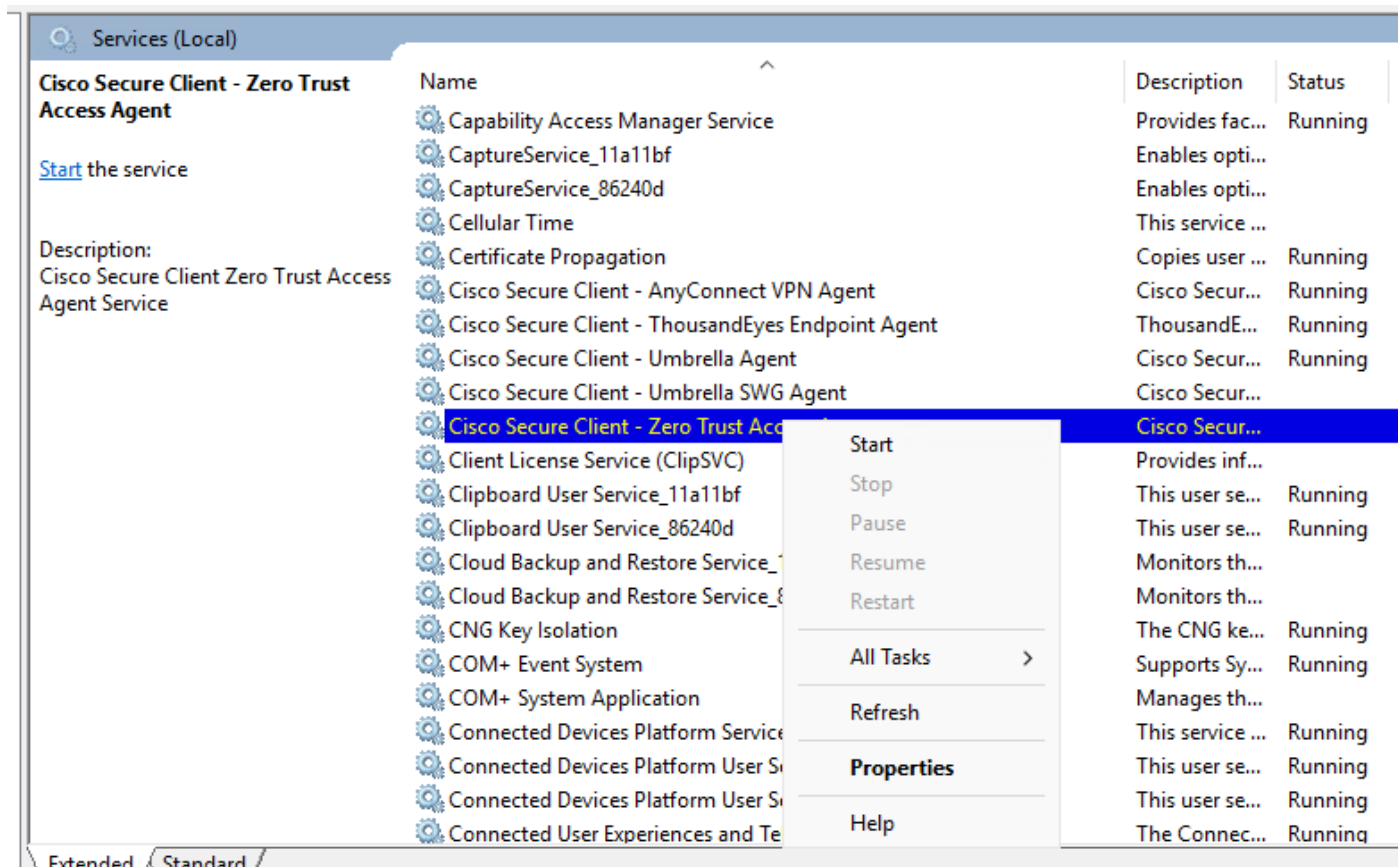 Services (Local)
Cisco Secure Client - Zero Trust
Access Agent
Start the service
Description:
Cisco Secure Client Zero Trust Access
Agent Service
Name Description Status
Capability Access Manager Service Provides fac... Running
CaptureService_11a11bf Enables opti...
CaptureService_86240d Enables opti...
Cellular Time This service ...
Certificate Propagation Copies user ... Running
Cisco Secure Client - AnyConnect VPN Agent Cisco Secur... Running
Cisco Secure Client - ThousandEyes Endpoint Agent ThousandE... Running
Cisco Secure Client - Umbrella Agent Cisco Secur... Running
Cisco Secure Client - Umbrella SWG Agent Cisco Secur...
Cisco Secure Client - Zero Trust Acc Cisco Secur...
Client License Service (ClipSVC) Provides inf...
Clipboard User Service_11a11bf This user se... Running
Clipboard User Service_86240d This user se... Running
Cloud Backup and Restore Service_1 Monitors th...
Cloud Backup and Restore Service_8 Monitors th...
CNG Key Isolation The CNG ke... Running
COM+ Event System Supports Sy... Running
COM+ System Application Manages th...
Connected Devices Platform Service This service ... Running
Connected Devices Platform User Se This user se... Running
Connected Devices Platform User Se This user se... Running
Connected User Experiences and Te The Connec... Running
Start
Stop
Pause
Resume
Restart
All Tasks
Refresh
Properties
Help
Extended Standard